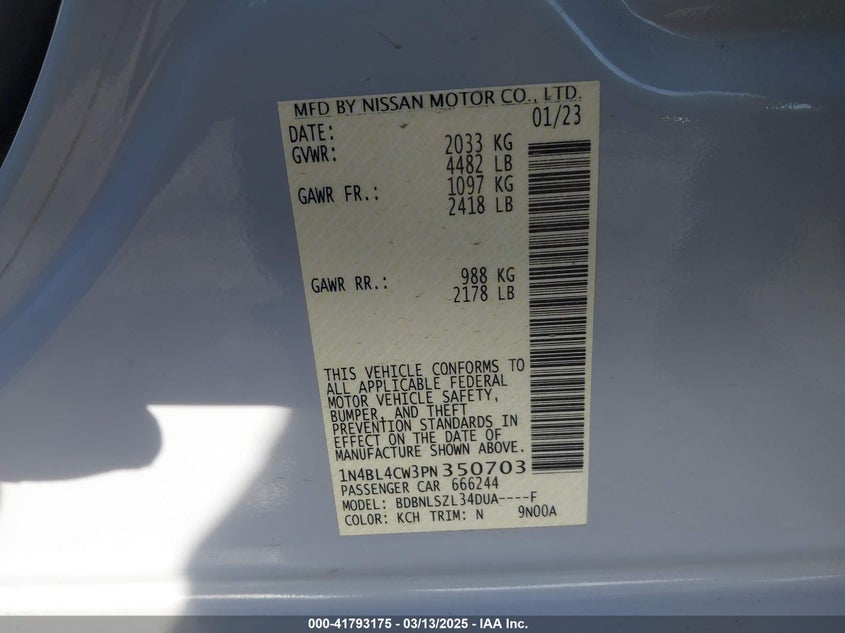 MFD BY NISSAN MOTOR CO., LTD.
DATE: 01/23
GVWR: 2033 KG
4482 LB
GAWR FR.: 1097 KG
2418 LB
GAWR RR.: 988 KG
2178 LB
THIS VEHICLE CONFORMS TO
ALL APPLICABLE FEDERAL
MOTOR VEHICLE SAFETY,
BUMPER, AND THEFT
PREVENTION STANDARDS IN
EFFECT ON THE DATE OF
MANUFACTURE SHOWN ABOVE.
1N4BL4CW3PN350703
PASSENGER CAR 666244
MODEL: BDBNLSZL34DUA----F
COLOR: KCH TRIM: N 9N00A
000-41793175 — 03/13/2025 — IAA Inc.